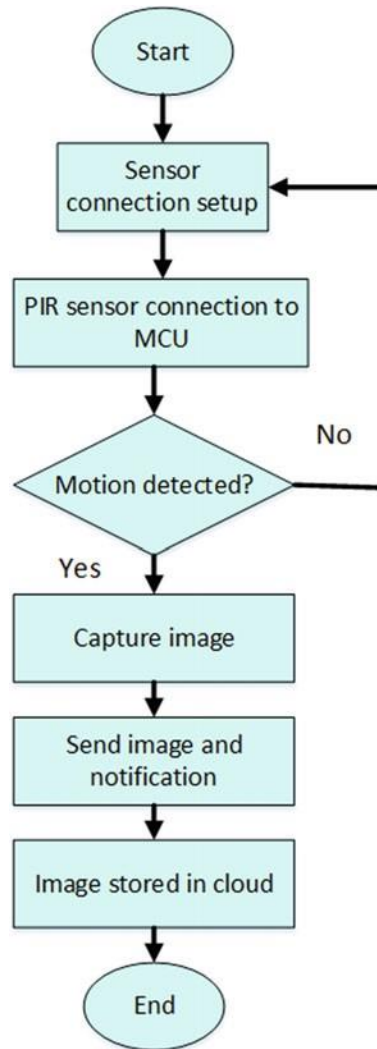 Start
Sensor
connection setup
PIR sensor connection to
MCU
No
Motion detected?
Yes
Capture image
Send image and
notification
Image stored in cloud
End